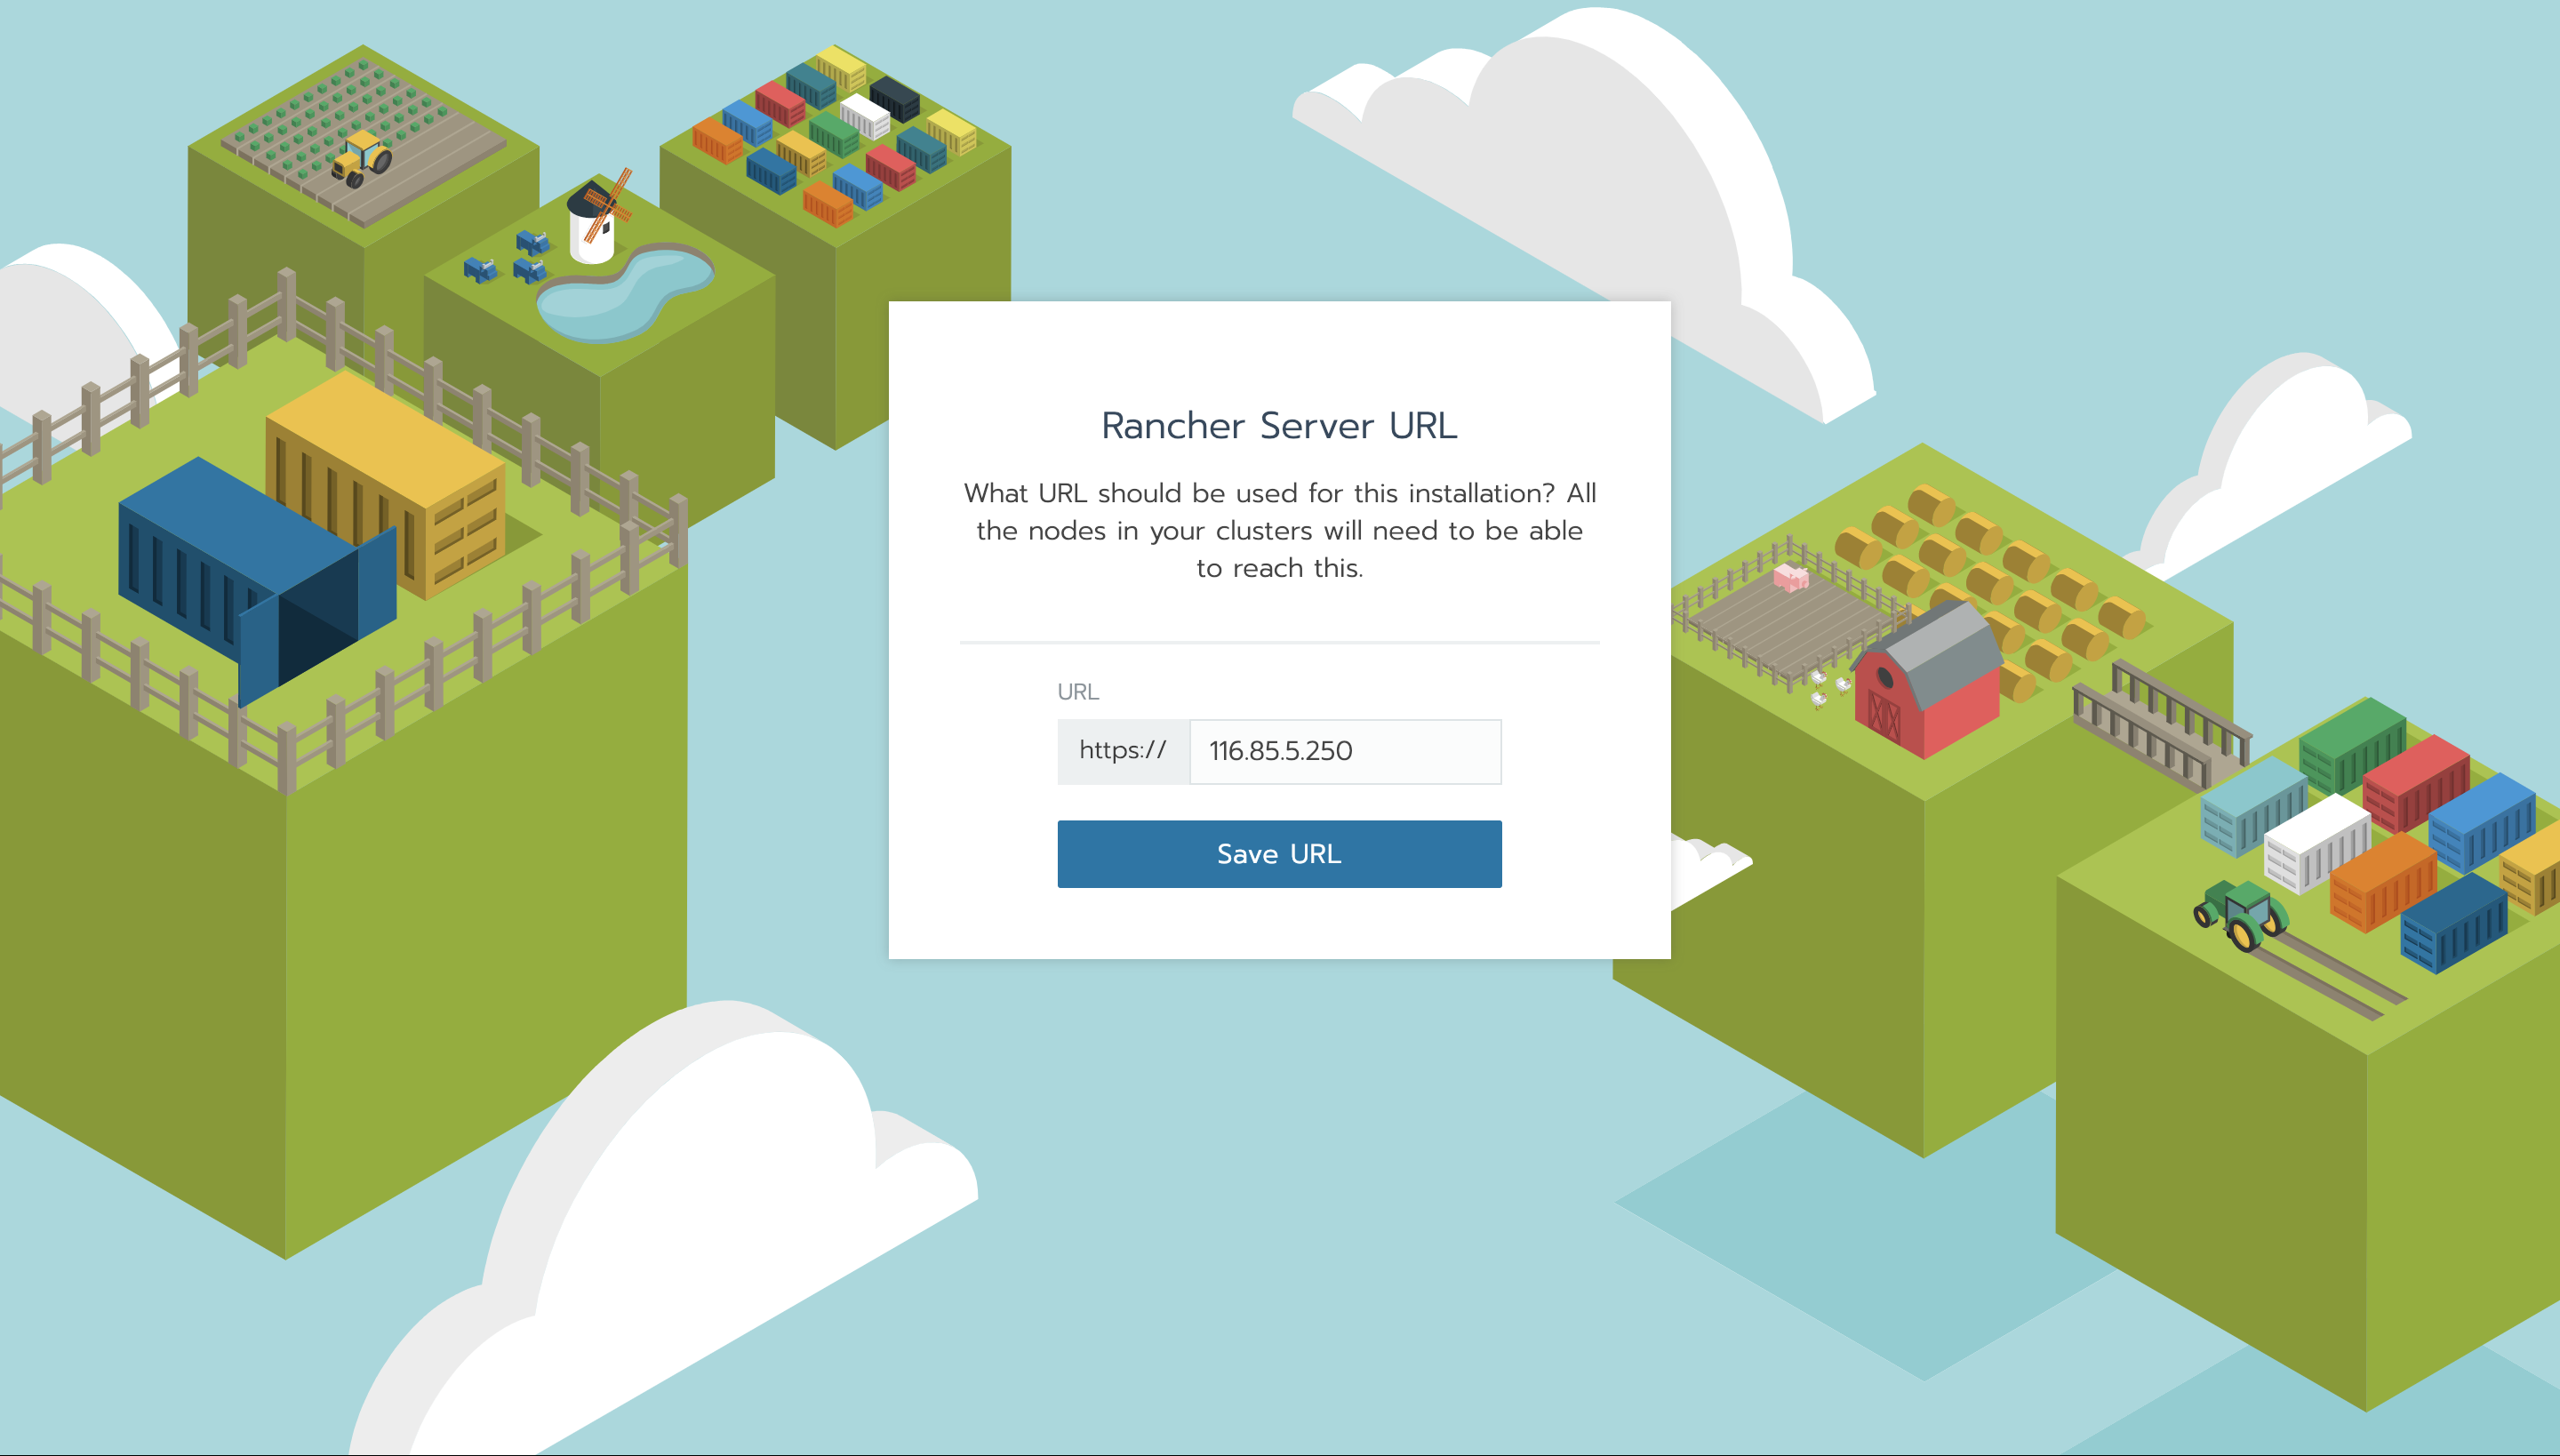 Rancher Server URL
What URL should be used for this installation? All
the nodes in your clusters will need to be able
to reach this.
URL
https:// 116.85.5.250
Save URL